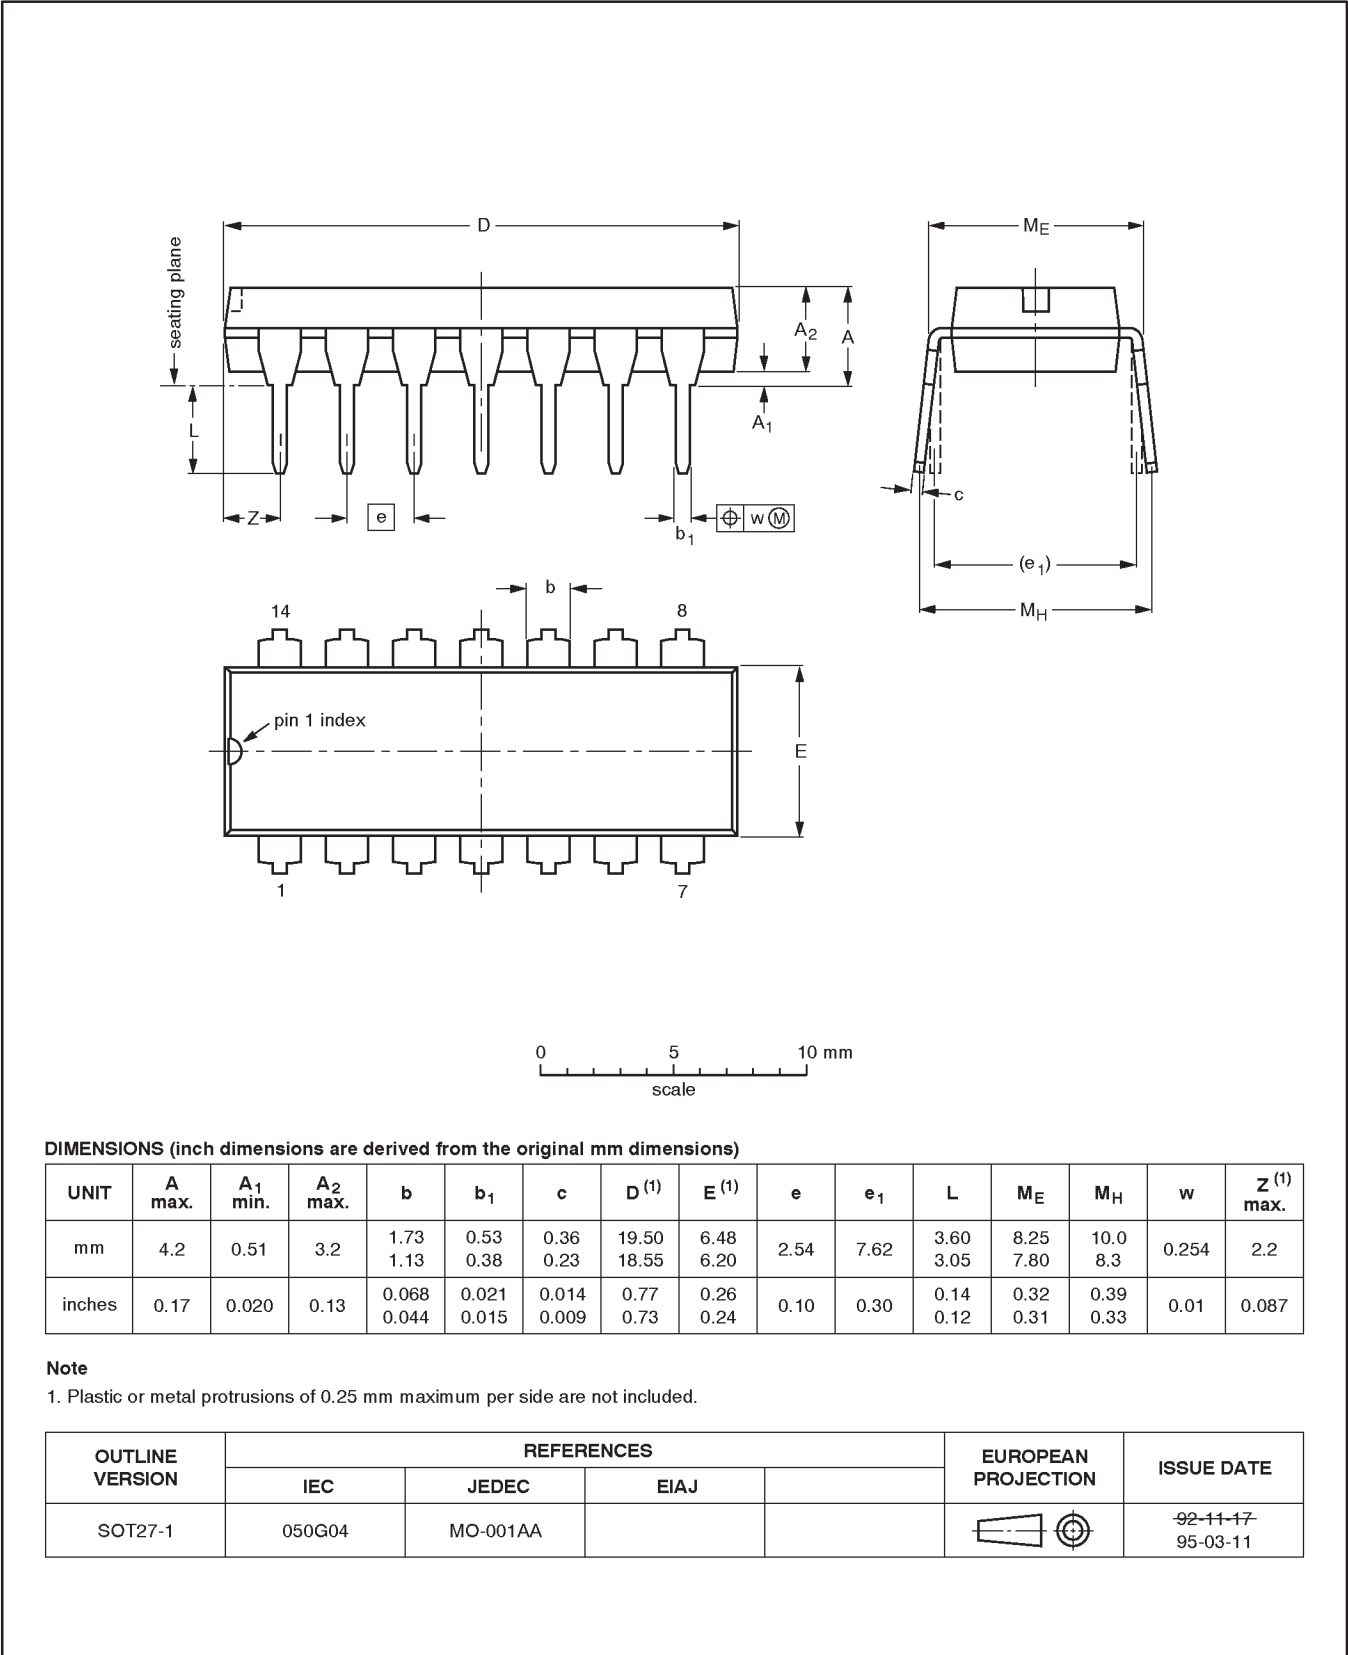 D
ME
seating plane
A2
A
A1
L
Z
e
b1
w M
c
(e1)
MH
b
14
8
pin 1 index
E
1
7
0 5 10 mm
scale
DIMENSIONS (inch dimensions are derived from the original mm dimensions)
UNIT A max. A1 min. A2 max. b b1 c D(1) E(1) e e1 L ME MH w Z(1) max.
mm 4.2 0.51 3.2 1.73 1.13 0.53 0.38 0.36 0.23 19.50 18.55 6.48 6.20 2.54 7.62 3.60 3.05 8.25 7.80 10.0 8.3 0.254 2.2
inches 0.17 0.020 0.13 0.068 0.044 0.021 0.015 0.014 0.009 0.77 0.73 0.26 0.24 0.10 0.30 0.14 0.12 0.32 0.31 0.39 0.33 0.01 0.087
Note
1. Plastic or metal protrusions of 0.25 mm maximum per side are not included.
OUTLINE VERSION REFERENCES EUROPEAN PROJECTION ISSUE DATE
IEC JEDEC EIAJ
SOT27-1 050G04 MO-001AA 92-11-17
95-03-11